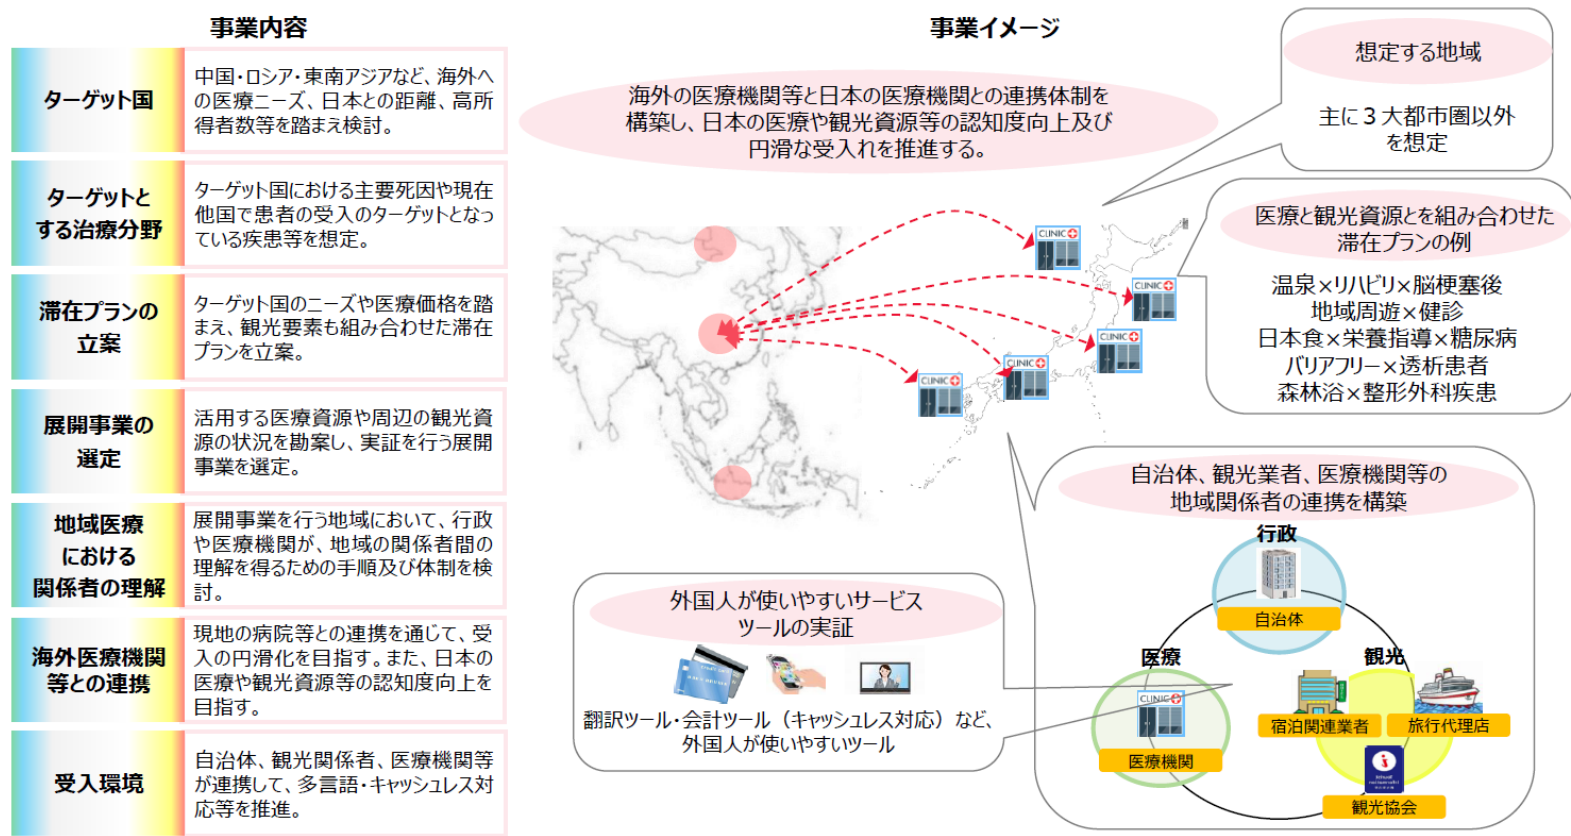 事業内容
ターゲット国
中国・ロシア・東南アジアなど、海外へ
の医療ニーズ、日本との距離、高所
得者数等を踏まえ検討。
ターゲットと
する治療分野
ターゲット国における主要死因や現在
他国で患者の受入のターゲットとなっ
ている疾患等を想定。
滞在プランの
立案
ターゲット国のニーズや医療価格を踏
まえ、観光要素も組み合わせた滞在
プランを立案。
展開事業の
選定
活用する医療資源や周辺の観光資
源の状況を勘案し、実証を行う展開
事業を選定。
地域医療
における
関係者の理解
展開事業を行う地域において、行政
や医療機関が、地域の関係者間の
理解を得るための手順及び体制を検
討。
海外医療機関
等との連携
現地の病院等との連携を通じて、受
入の円滑化を目指す。また、日本の
医療や観光資源等の認知度向上を
目指す。
受入環境
自治体、観光関係者、医療機関等
が連携して、多言語・キャッシュレス対
応等を推進。
事業イメージ
海外の医療機関等と日本の医療機関との連携体制を
構築し、日本の医療や観光資源等の認知度向上及び
円滑な受入れを推進する。
想定する地域
主に３大都市圏以外
を想定
医療と観光資源とを組み合わせた
滞在プランの例
温泉×リハビリ×脳梗塞後
地域周遊×健診
日本食×栄養指導×糖尿病
バリアフリー×透析患者
森林浴×整形外科疾患
CLINIC
CLINIC
CLINIC
CLINIC
CLINIC
自治体、観光業者、医療機関等の
地域関係者の連携を構築
行政
自治体
医療
CLINIC
医療機関
観光
宿泊関連業者
旅行代理店
観光協会
外国人が使いやすいサービス
ツールの実証
翻訳ツール・会計ツール（キャッシュレス対応）など、
外国人が使いやすいツール